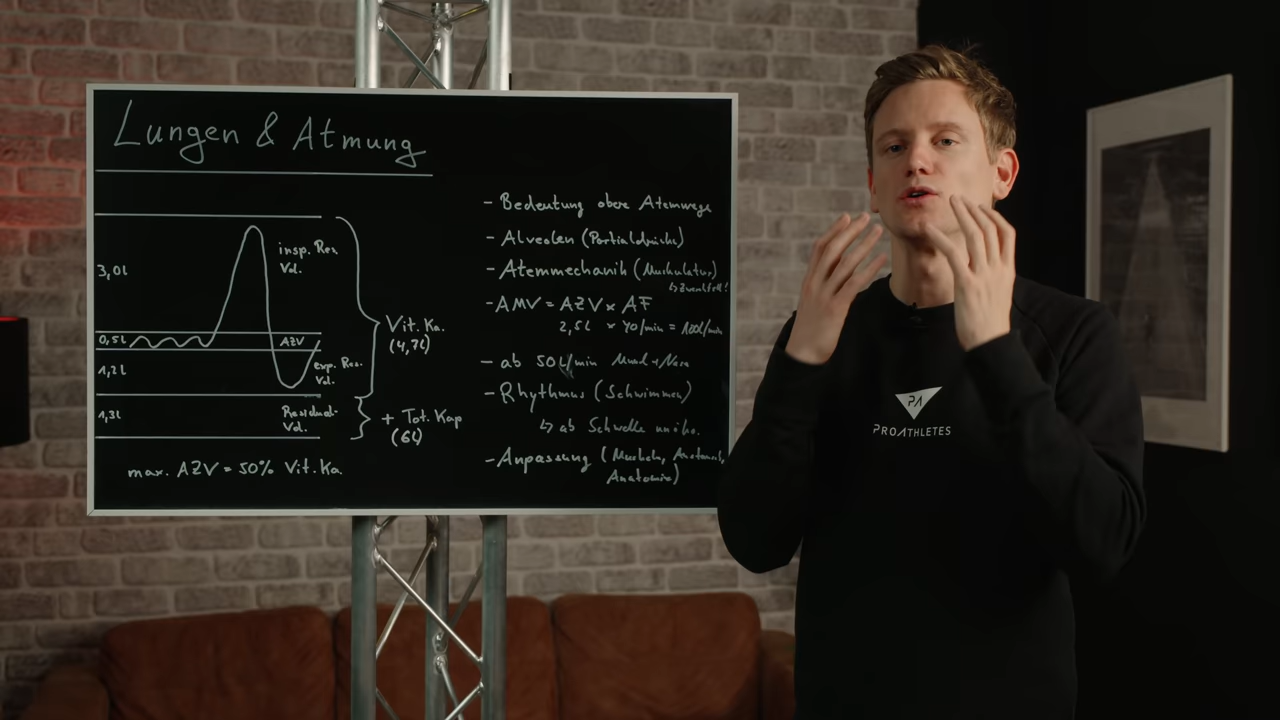 Lungen & Atmung
3,0l
insp. Res.
Vol.
0,5l
AZV
1,2l
exp. Res.
Vol.
1,3l
Residual-
Vol.
Vit. Ka.
(4,7l)
+ Tot. Kap
(6l)
max. AZV = 50% Vit. Ka.
- Bedeutung obere Atemwege
- Alveolen (Partialdrücke)
- Atemmechanik (Muskulatur)
↳ Zwerchfell!
- AMV = AZV x AF
2,5l x 40/min = 100l/min
- ab 50l/min Mund + Nase
- Rhythmus (Schwimmen)
↳ ab Schwelle
- Anpassung (Muskeln,
Anatomie)
PA
PROATHLETES